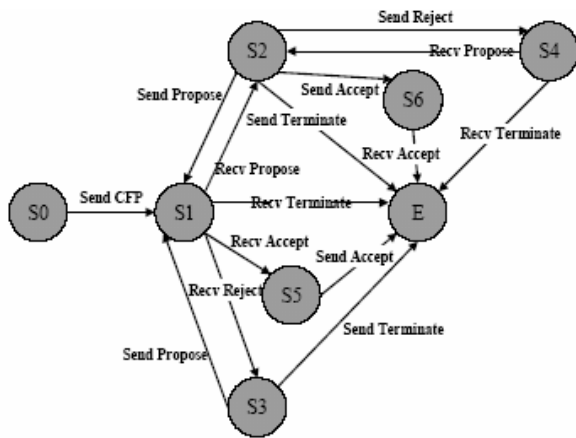 Send Reject
S2
S4
Recv Propose
Send Propose
Send Accept
S6
Send Terminate
Recv Terminate
Recv Accept
Recv Propose
Send CFP
S0
S1
Recv Terminate
E
Recv Accept
Send Accept
Recv Reject
S5
Send Terminate
Send Propose
S3